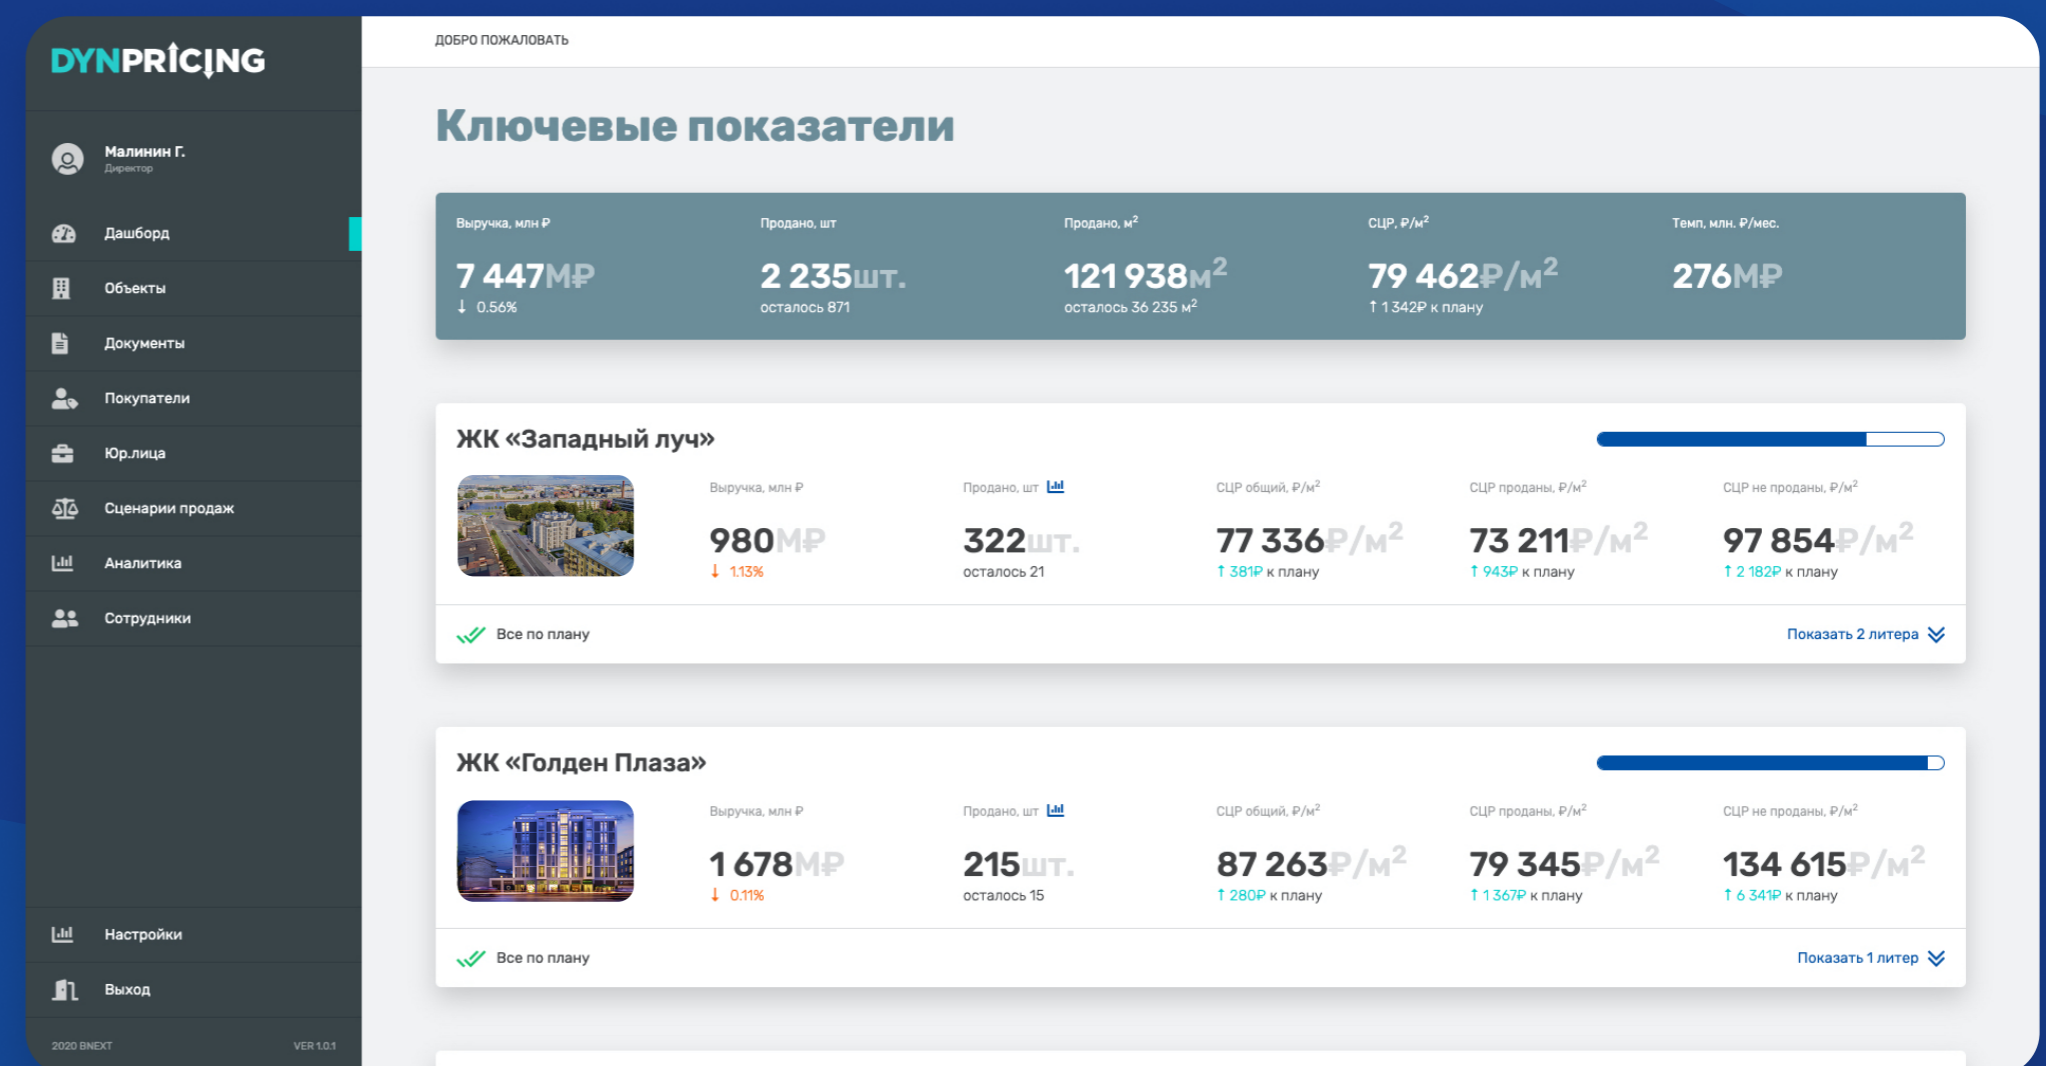 DYNPRICING
Малинин Г.
Директор
Дашборд
Объекты
Документы
Покупатели
Юр.лица
Сценарии продаж
Аналитика
Сотрудники
Настройки
Выход
2020 BNEXT VER 1.0.1
ДОБРО ПОЖАЛОВАТЬ
Ключевые показатели
Выручка, млн ₽ Продано, шт Продано, м² СЦР, ₽/м² Темп, млн. ₽/мес.
7 447М₽ 2 235шт. 121 938м² 79 462₽/м² 276М₽
↓ 0.56% осталось 871 осталось 36 235 м² ↑ 1 342₽ к плану
ЖК «Западный луч»
Выручка, млн ₽ Продано, шт СЦР общий, ₽/м² СЦР проданы, ₽/м² СЦР не проданы, ₽/м²
980М₽ 322шт. 77 336₽/м² 73 211₽/м² 97 854₽/м²
↓ 1.13% осталось 21 ↑ 381₽ к плану ↑ 943₽ к плану ↑ 2 182₽ к плану
Все по плану Показать 2 литера
ЖК «Голден Плаза»
Выручка, млн ₽ Продано, шт СЦР общий, ₽/м² СЦР проданы, ₽/м² СЦР не проданы, ₽/м²
1 678М₽ 215шт. 87 263₽/м² 79 345₽/м² 134 615₽/м²
↓ 0.11% осталось 15 ↑ 280₽ к плану ↑ 1 367₽ к плану ↑ 6 341₽ к плану
Все по плану Показать 1 литер